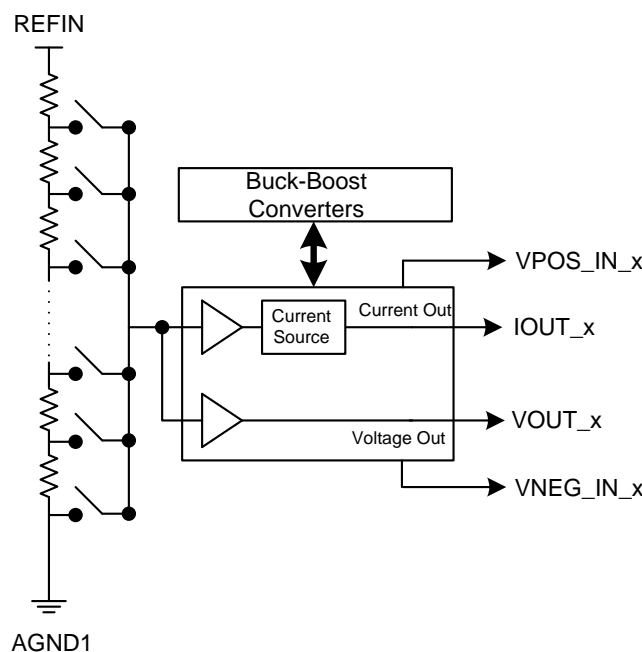 REFIN
Buck-Boost
Converters
VPOS_IN_x
Current Out
Current
Source
IOUT_x
VOUT_x
Voltage Out
VNEG_IN_x
AGND1